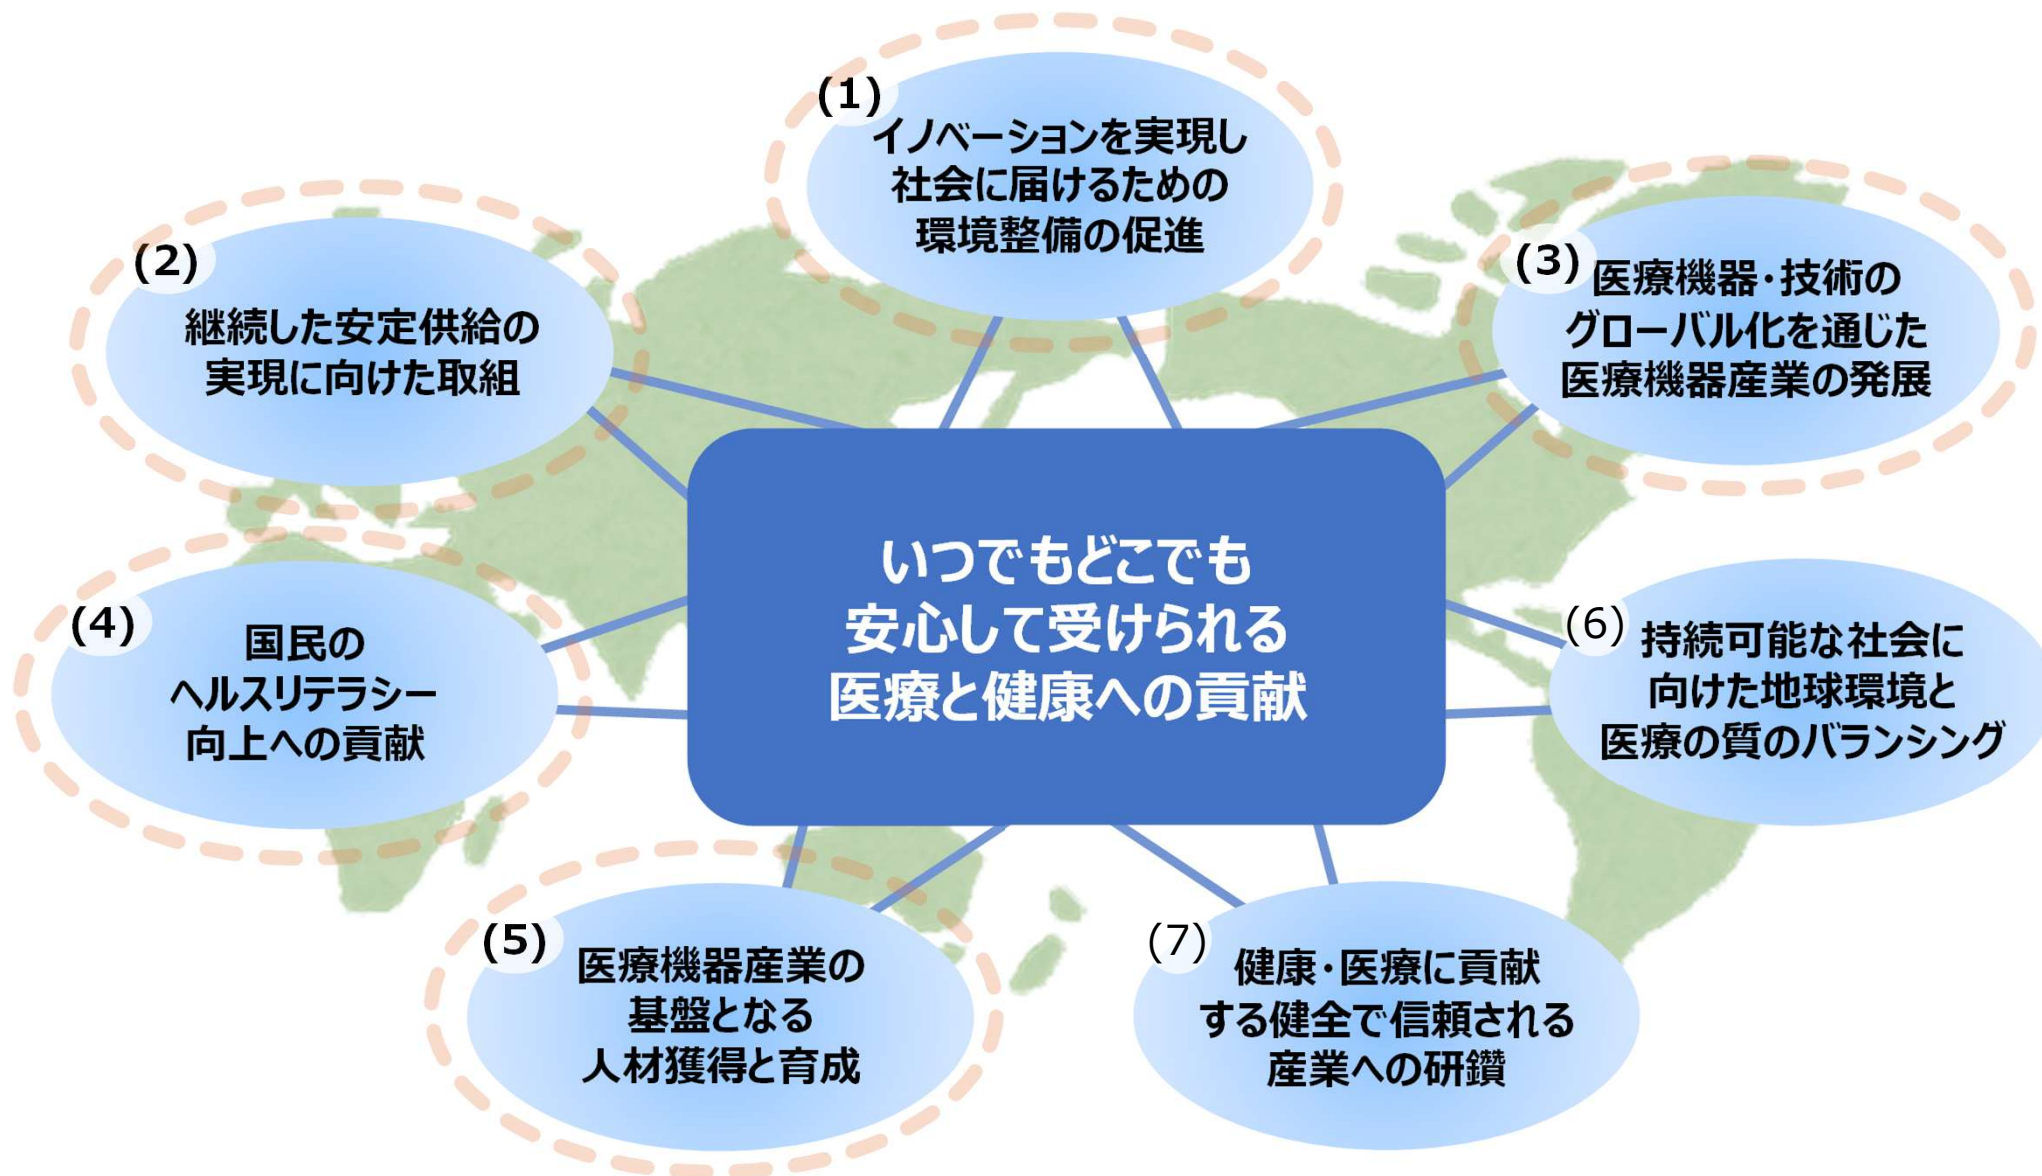 (1)
イノベーションを実現し
社会に届けるための
環境整備の促進
(2)
継続した安定供給の
実現に向けた取組
(3)
医療機器・技術の
グローバル化を通じた
医療機器産業の発展
いつでもどこでも
安心して受けられる
医療と健康への貢献
(4)
国民の
ヘルスリテラシー
向上への貢献
(6)
持続可能な社会に
向けた地球環境と
医療の質のバランシング
(5)
医療機器産業の
基盤となる
人材獲得と育成
(7)
健康・医療に貢献
する健全で信頼される
産業への研鑽